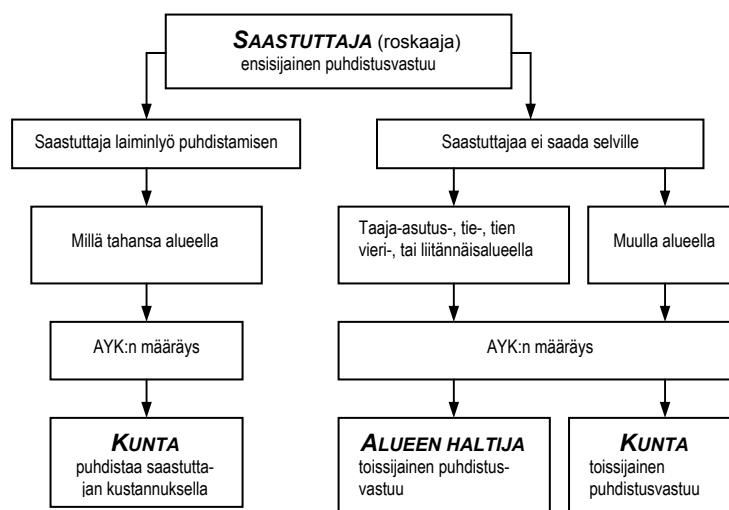 SAASTUTTAJA (roskaaja)
ensisijainen puhdistusvastuu
Saastuttaja laiminlyö puhdistamisen
Saastuttajaa ei saada selville
Millä tahansa alueella
Taaja-asutus-, tie-, tien
vieri-, tai liitännäisalueella
Muulla alueella
AYK:n määräys
AYK:n määräys
KUNTA
puhdistaa saastutta-
jan kustannuksella
ALUEEN HALTIJA
toissijainen puhdistus-
vastuu
KUNTA
toissijainen
puhdistusvastuu